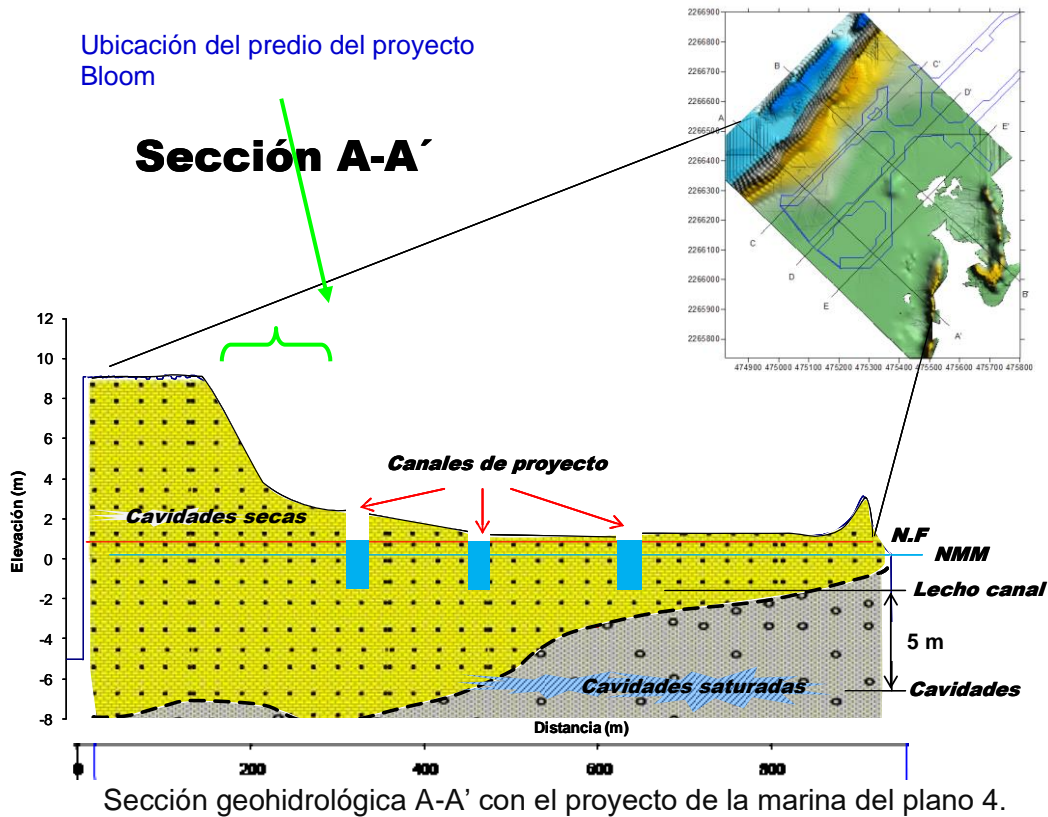 Ubicación del predio del proyecto
Bloom
Sección A-A´
2266900
2266800
2266700
2266600
2266500
2266400
2266300
2266200
2266100
2266000
2265900
2265800
474900 475000 475100 475200 475300 475400 475500 475600 475700 475800
A
B
C
D
E
C'
D'
E'
B'
A'
Elevación (m)
12
10
8
6
4
2
0
-2
-4
-6
-8
Canales de proyecto
Cavidades secas
N.F
NMM
Lecho canal
5 m
Cavidades saturadas
Cavidades
Distancia (m)
0 200 400 600 800
Sección geohidrológica A-A’ con el proyecto de la marina del plano 4.